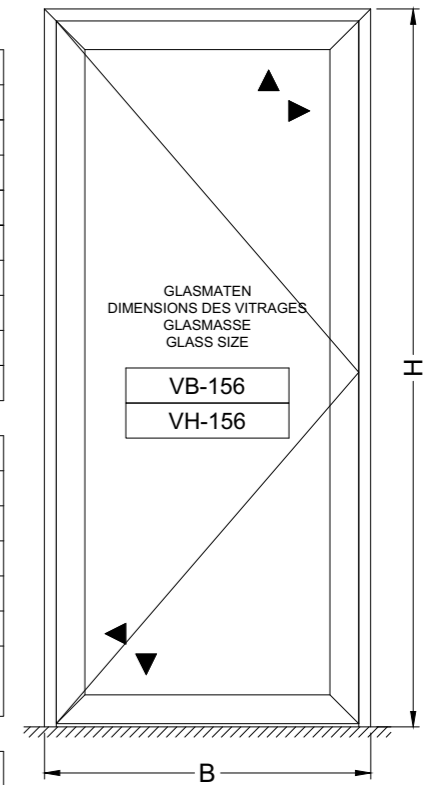 GLASMATEN
DIMENSIONS DES VITRAGES
GLASMASSE
GLASS SIZE
VB-156
VH-156
H
B